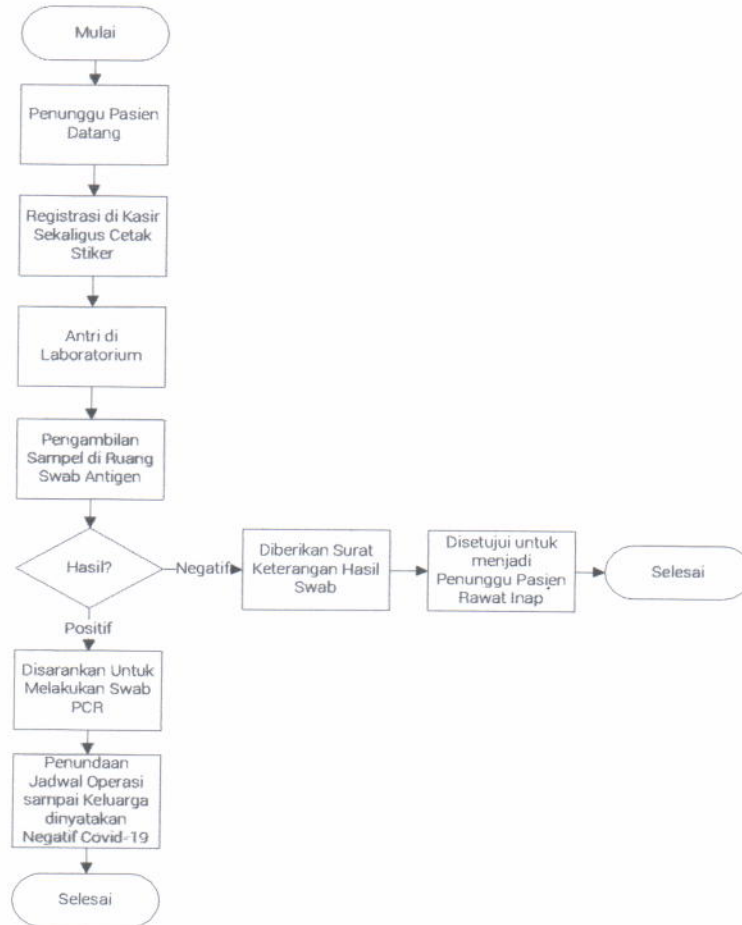 Mulai
Penunggu Pasien
Datang
Registrasi di Kasir
Sekaligus Cetak
Stiker
Antri di
Laboratorium
Pengambilan
Sampel di Ruang
Swab Antigen
Hasil?
Negatif
Diberikan Surat
Keterangan Hasil
Swab
Disetujui untuk
menjadi
Penunggu Pasien
Rawat Inap
Selesai
Positif
Disarankan Untuk
Melakukan Swab
PCR
Penundaan
Jadwal Operasi
sampai Keluarga
dinyatakan
Negatif Covid-19
Selesai